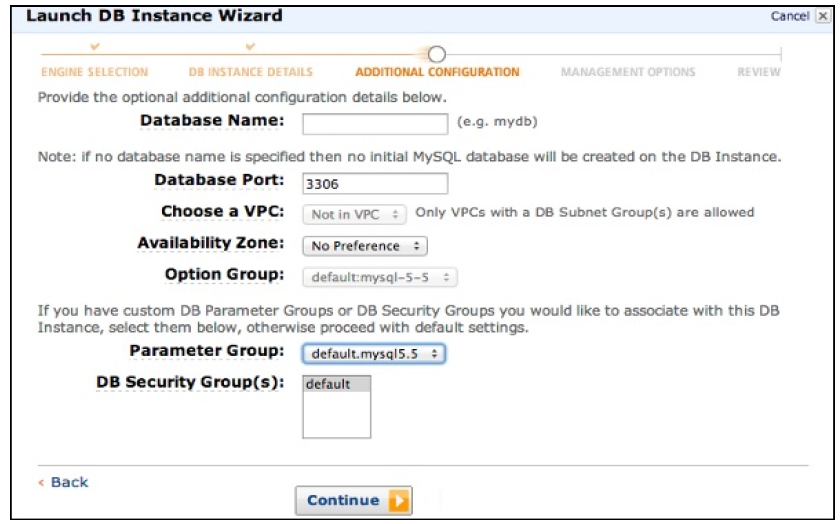 Launch DB Instance Wizard
Cancel
ENGINE SELECTION DB INSTANCE DETAILS ADDITIONAL CONFIGURATION MANAGEMENT OPTIONS REVIEW
Provide the optional additional configuration details below.
Database Name: (e.g. mydb)
Note: if no database name is specified then no initial MySQL database will be created on the DB Instance.
Database Port: 3306
Choose a VPC: Not in VPC Only VPCs with a DB Subnet Group(s) are allowed
Availability Zone: No Preference
Option Group: default:mysql-5-5
If you have custom DB Parameter Groups or DB Security Groups you would like to associate with this DB
Instance, select them below, otherwise proceed with default settings.
Parameter Group: default.mysql5.5
DB Security Group(s): default
< Back
Continue